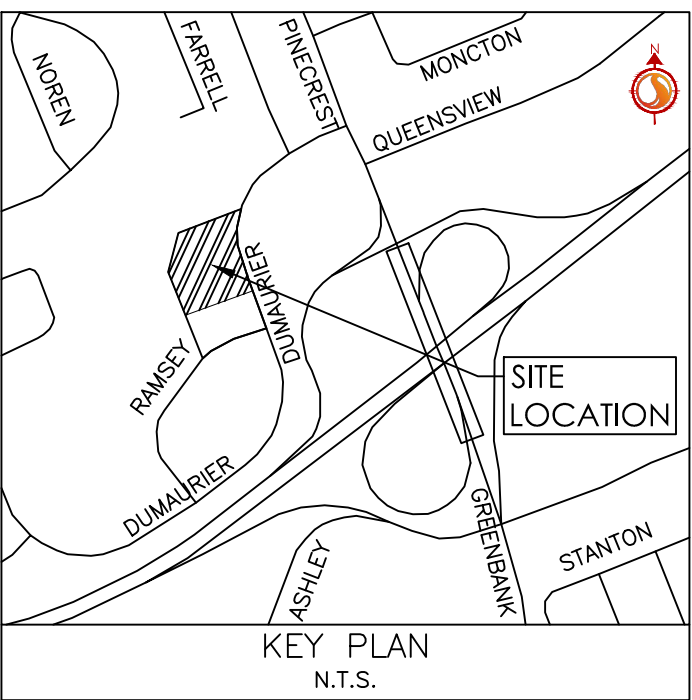 NOREN
FARRELL
PINECREST
MONCTON
N
QUEENSVIEW
DUMAURIER
RAMSEY
SITE
LOCATION
DUMAURIER
GREENBANK
ASHLEY
STANTON
KEY PLAN
N.T.S.